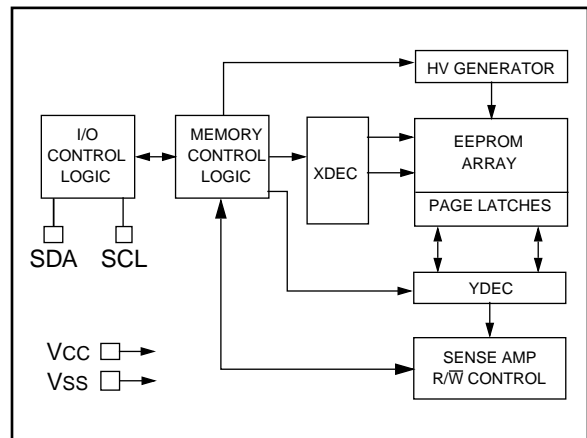 HV GENERATOR
I/O
CONTROL
LOGIC
MEMORY
CONTROL
LOGIC
XDEC
EEPROM
ARRAY
PAGE LATCHES
SDA
SCL
YDEC
VCC
VSS
SENSE AMP
R/W̅ CONTROL